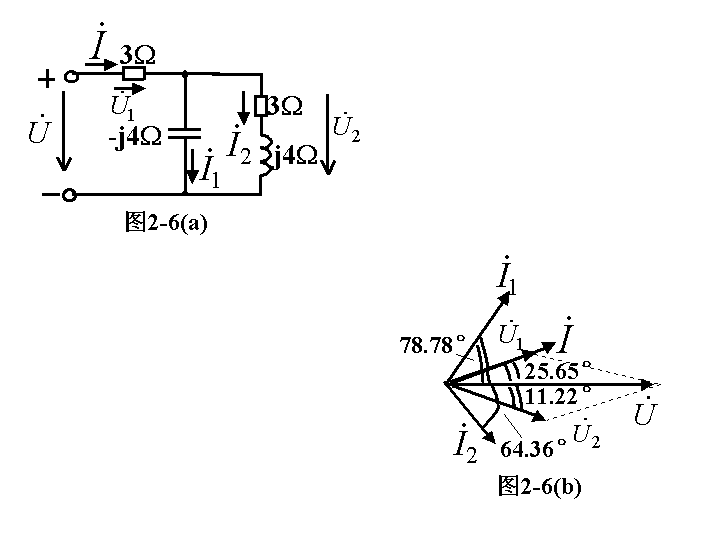 İ 3Ω
+
U̇₁
3Ω
U̇
-j4Ω
U̇₂
İ₂
j4Ω
İ₁
−
图2-6(a)
İ₁
78.78°
U̇₁
İ
25.65°
11.22°
U̇
İ₂
64.36°
U̇₂
图2-6(b)